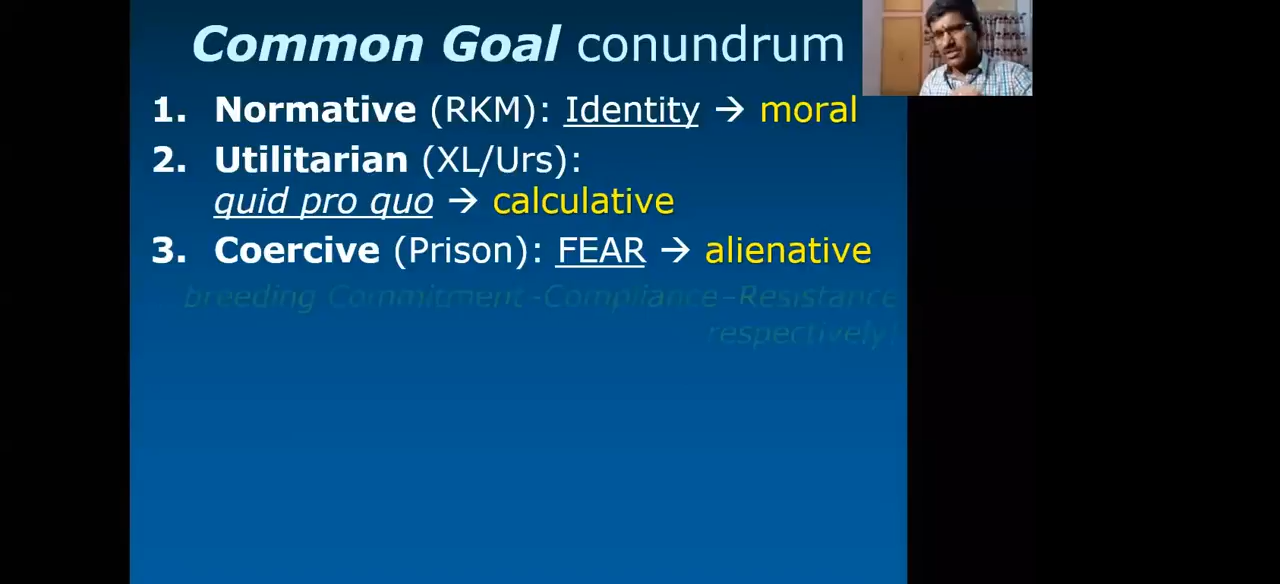 Common Goal conundrum
1. Normative (RKM): Identity → moral
2. Utilitarian (XL/Urs):
quid pro quo → calculative
3. Coercive (Prison): FEAR → alienative
breeding Commitment-Compliance-Resistance
respectively!